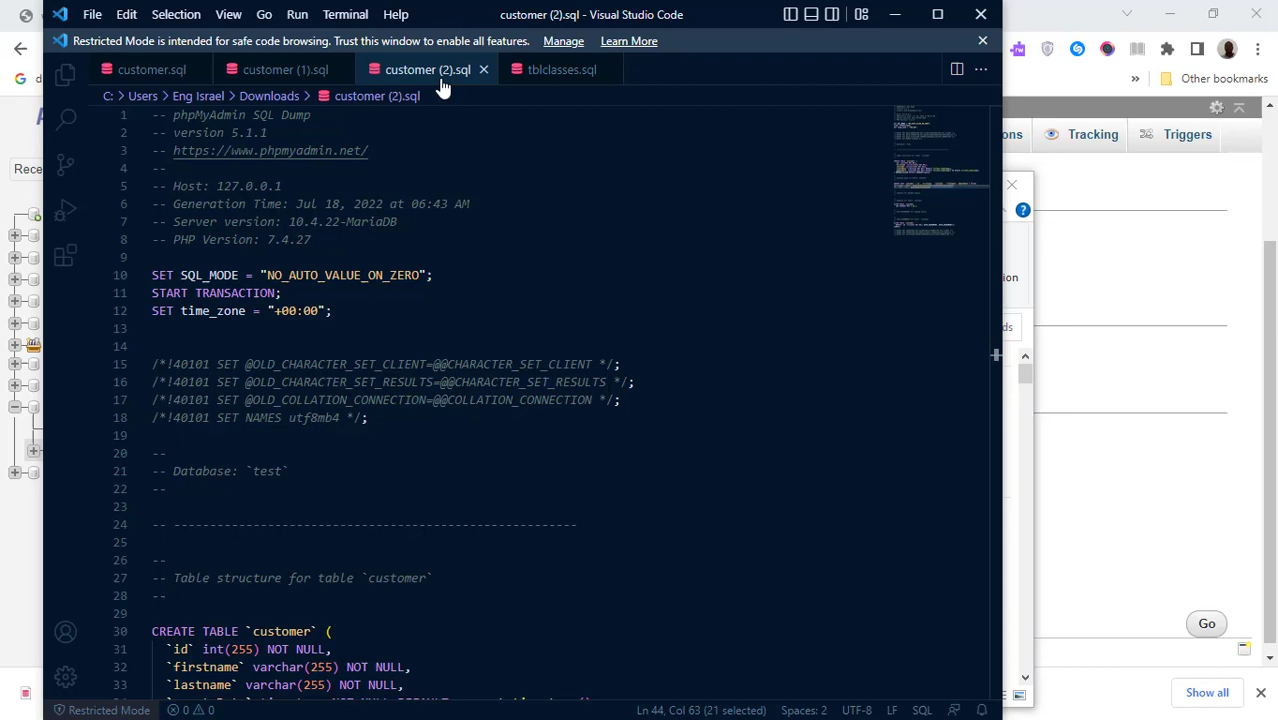 File Edit Selection View Go Run Terminal Help
customer (2).sql - Visual Studio Code
Restricted Mode is intended for safe code browsing. Trust this window to enable all features. Manage Learn More
customer.sql
customer (1).sql
customer (2).sql
tblclasses.sql
C: > Users > Eng Israel > Downloads > customer (2).sql
1 -- phpMyAdmin SQL Dump
2 -- version 5.1.1
3 -- https://www.phpmyadmin.net/
4 --
5 -- Host: 127.0.0.1
6 -- Generation Time: Jul 18, 2022 at 06:43 AM
7 -- Server version: 10.4.22-MariaDB
8 -- PHP Version: 7.4.27
9
10 SET SQL_MODE = "NO_AUTO_VALUE_ON_ZERO";
11 START TRANSACTION;
12 SET time_zone = "+00:00";
13
14
15 /*!40101 SET @OLD_CHARACTER_SET_CLIENT=@@CHARACTER_SET_CLIENT */;
16 /*!40101 SET @OLD_CHARACTER_SET_RESULTS=@@CHARACTER_SET_RESULTS */;
17 /*!40101 SET @OLD_COLLATION_CONNECTION=@@COLLATION_CONNECTION */;
18 /*!40101 SET NAMES utf8mb4 */;
19
20 --
21 -- Database: `test`
22 --
23
24 -- --------------------------------------------------------
25
26 --
27 -- Table structure for table `customer`
28 --
29
30 CREATE TABLE `customer` (
31 `id` int(255) NOT NULL,
32 `firstname` varchar(255) NOT NULL,
33 `lastname` varchar(255) NOT NULL,
Restricted Mode
0 0
Ln 44, Col 63 (21 selected) Spaces: 2 UTF-8 LF SQL
Other bookmarks
Tracking
Triggers
Rece
ons
ion
ds
Go
Show all